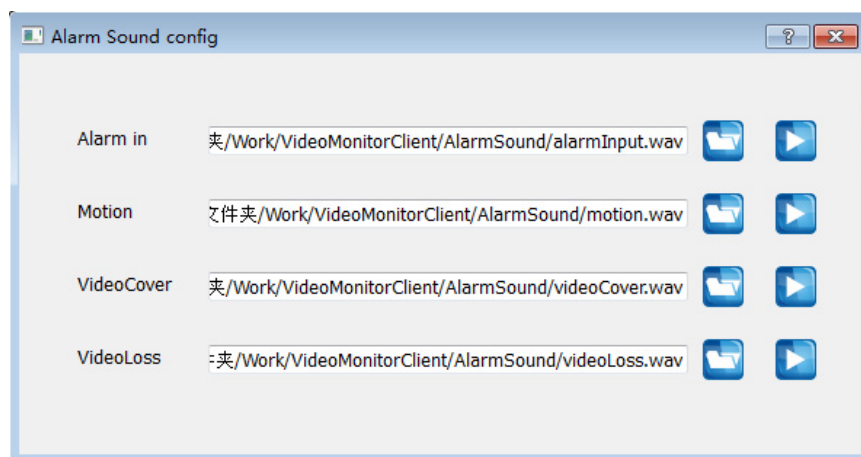 Alarm Sound config
Alarm in 夹/Work/VideoMonitorClient/AlarmSound/alarmInput.wav
Motion 文件夹/Work/VideoMonitorClient/AlarmSound/motion.wav
VideoCover 夹/Work/VideoMonitorClient/AlarmSound/videoCover.wav
VideoLoss 夹/Work/VideoMonitorClient/AlarmSound/videoLoss.wav